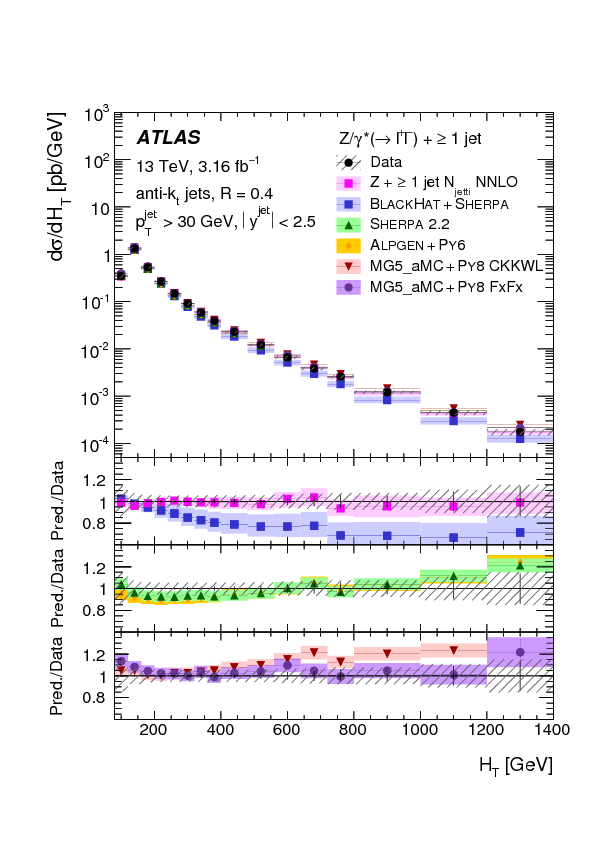 ATLAS
13 TeV, 3.16 fb⁻¹
anti-kₜ jets, R = 0.4
p_T^jet > 30 GeV, |y^jet| < 2.5
Z/γ*(→ l⁺l⁻) + ≥ 1 jet
Data
Z + ≥ 1 jet N_jetti NNLO
BLACKHAT + SHERPA
SHERPA 2.2
ALPGEN + PY6
MG5_aMC + PY8 CKKWL
MG5_aMC + PY8 FxFx
dσ/dH_T [pb/GeV]
10³
10²
10
1
10⁻¹
10⁻²
10⁻³
10⁻⁴
Pred./Data
1.2
1
0.8
Pred./Data
1.2
1
0.8
Pred./Data
1.2
1
0.8
200 400 600 800 1000 1200 1400
H_T [GeV]